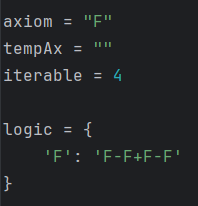 axiom = "F"
tempAx = ""
iterable = 4
logic = {
'F': 'F-F+F-F'
}